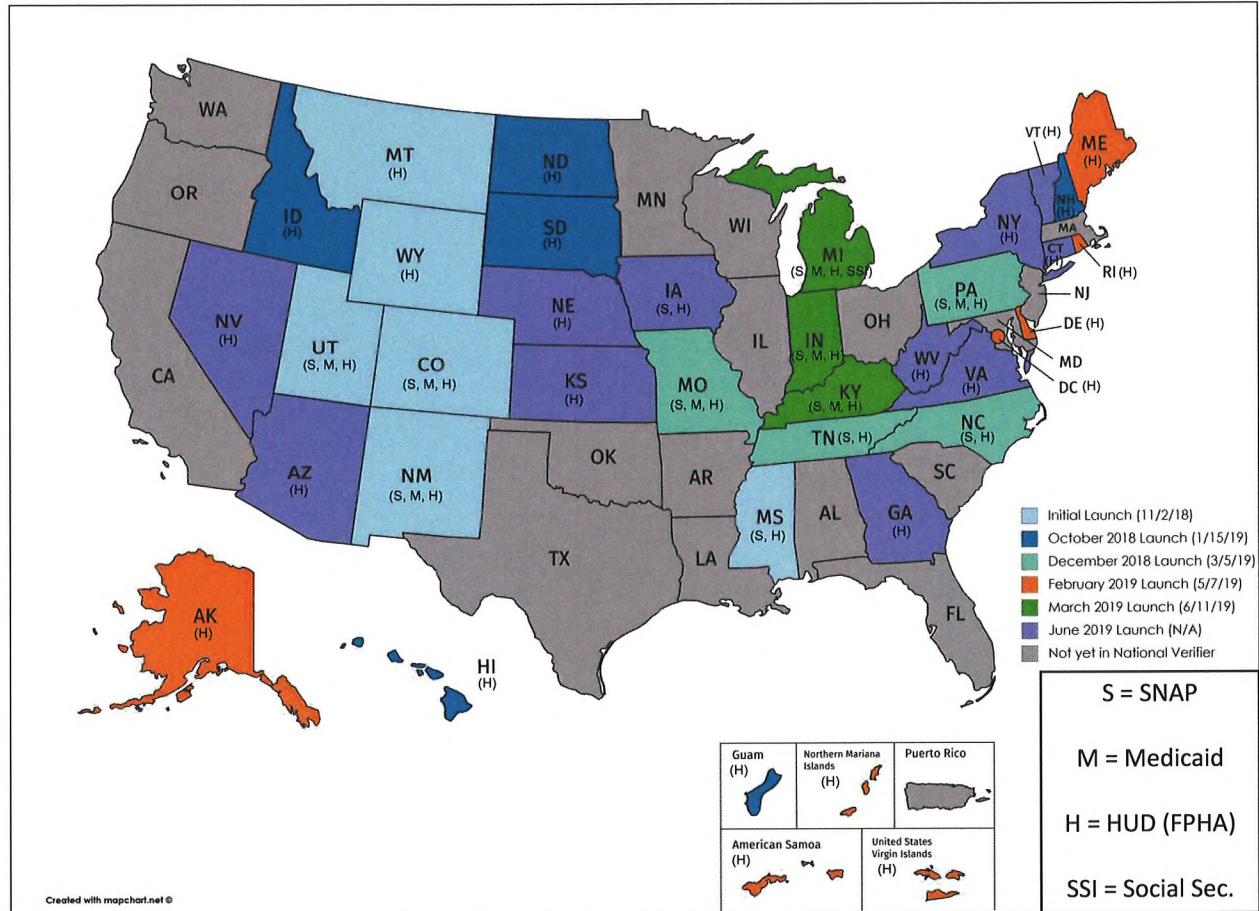 WA
OR
CA
ID
(H)
NV
(H)
MT
(H)
WY
(H)
UT
(S, M, H)
CO
(S, M, H)
AZ
(H)
NM
(S, M, H)
ND
(H)
SD
(H)
NE
(H)
KS
(H)
OK
TX
MN
IA
(S, H)
MO
(S, M, H)
AR
LA
WI
IL
MI
(S, M, H, SSI)
IN
(S, M, H)
KY
(S, M, H)
TN (S, H)
MS
(S, H)
AL
GA
(H)
FL
SC
NC
(S, H)
OH
WV
(H)
VA
(H)
PA
(S, M, H)
NY
(H)
VT (H)
NH
(H)
ME
(H)
MA
CT
(H)
RI (H)
NJ
DE (H)
MD
DC (H)
AK
(H)
HI
(H)
Initial Launch (11/2/18)
October 2018 Launch (1/15/19)
December 2018 Launch (3/5/19)
February 2019 Launch (5/7/19)
March 2019 Launch (6/11/19)
June 2019 Launch (N/A)
Not yet in National Verifier
S = SNAP
M = Medicaid
H = HUD (FPHA)
SSI = Social Sec.
Guam
(H)
Northern Mariana
Islands
(H)
Puerto Rico
American Samoa
(H)
United States
Virgin Islands
(H)
Created with mapchart.net ©